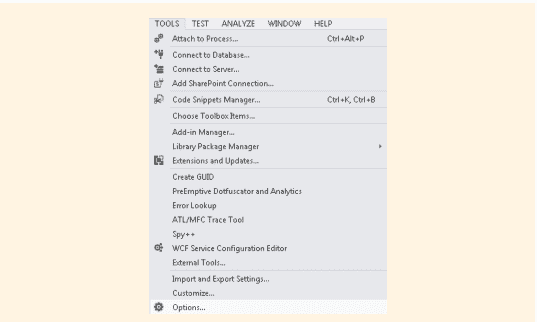 TOOLS TEST ANALYZE WINDOW HELP
Attach to Process... Ctrl+Alt+P
Connect to Database...
Connect to Server...
Add SharePoint Connection...
Code Snippets Manager... Ctrl+K, Ctrl+B
Choose Toolbox Items...
Add-in Manager...
Library Package Manager
Extensions and Updates...
Create GUID
PreEmptive Dotfuscator and Analytics
Error Lookup
ATL/MFC Trace Tool
Spy++
WCF Service Configuration Editor
External Tools...
Import and Export Settings...
Customize...
Options...